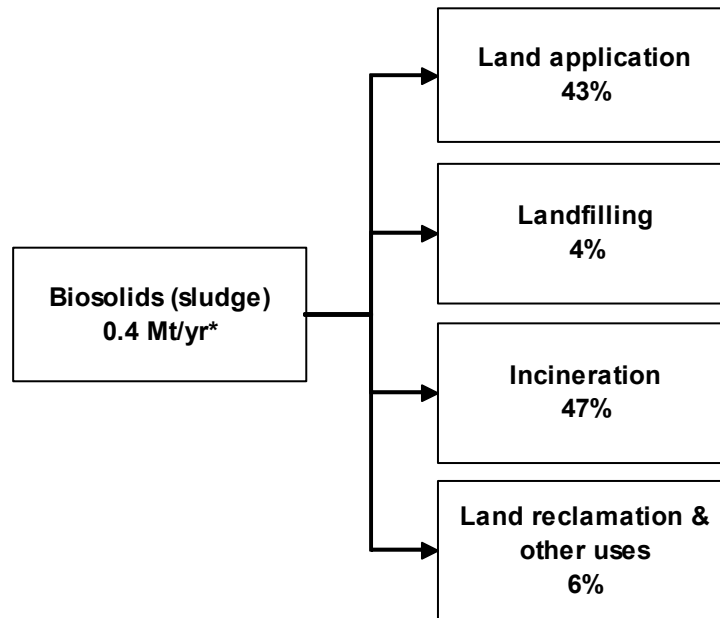 Land application
43%
Landfilling
4%
Biosolids (sludge)
0.4 Mt/yr*
Incineration
47%
Land reclamation &
other uses
6%